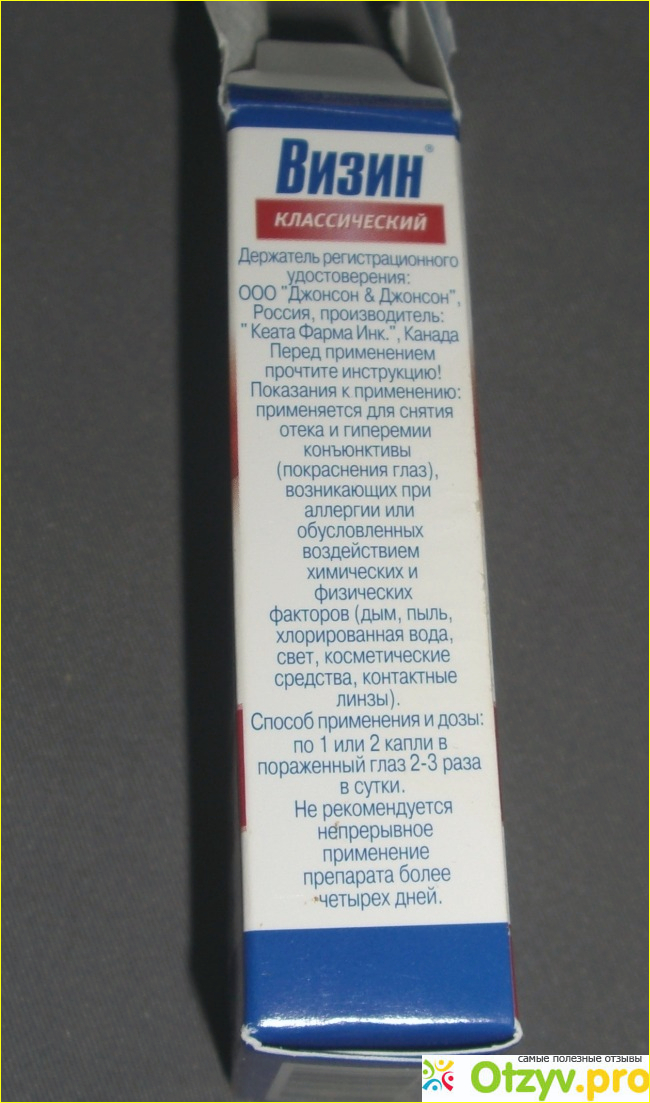 Визин®
КЛАССИЧЕСКИЙ
Держатель регистрационного
удостоверения:
ООО "Джонсон & Джонсон",
Россия, производитель:
"Кеата Фарма Инк.", Канада
Перед применением
прочтите инструкцию!
Показания к применению:
применяется для снятия
отека и гиперемии
конъюнктивы
(покраснения глаз),
возникающих при
аллергии или
обусловленных
воздействием
химических и
физических
факторов (дым, пыль,
хлорированная вода,
свет, косметические
средства, контактные
линзы).
Способ применения и дозы:
по 1 или 2 капли в
пораженный глаз 2-3 раза
в сутки.
Не рекомендуется
непрерывное
применение
препарата более
четырех дней.
самые полезные отзывы
Otzyv.pro